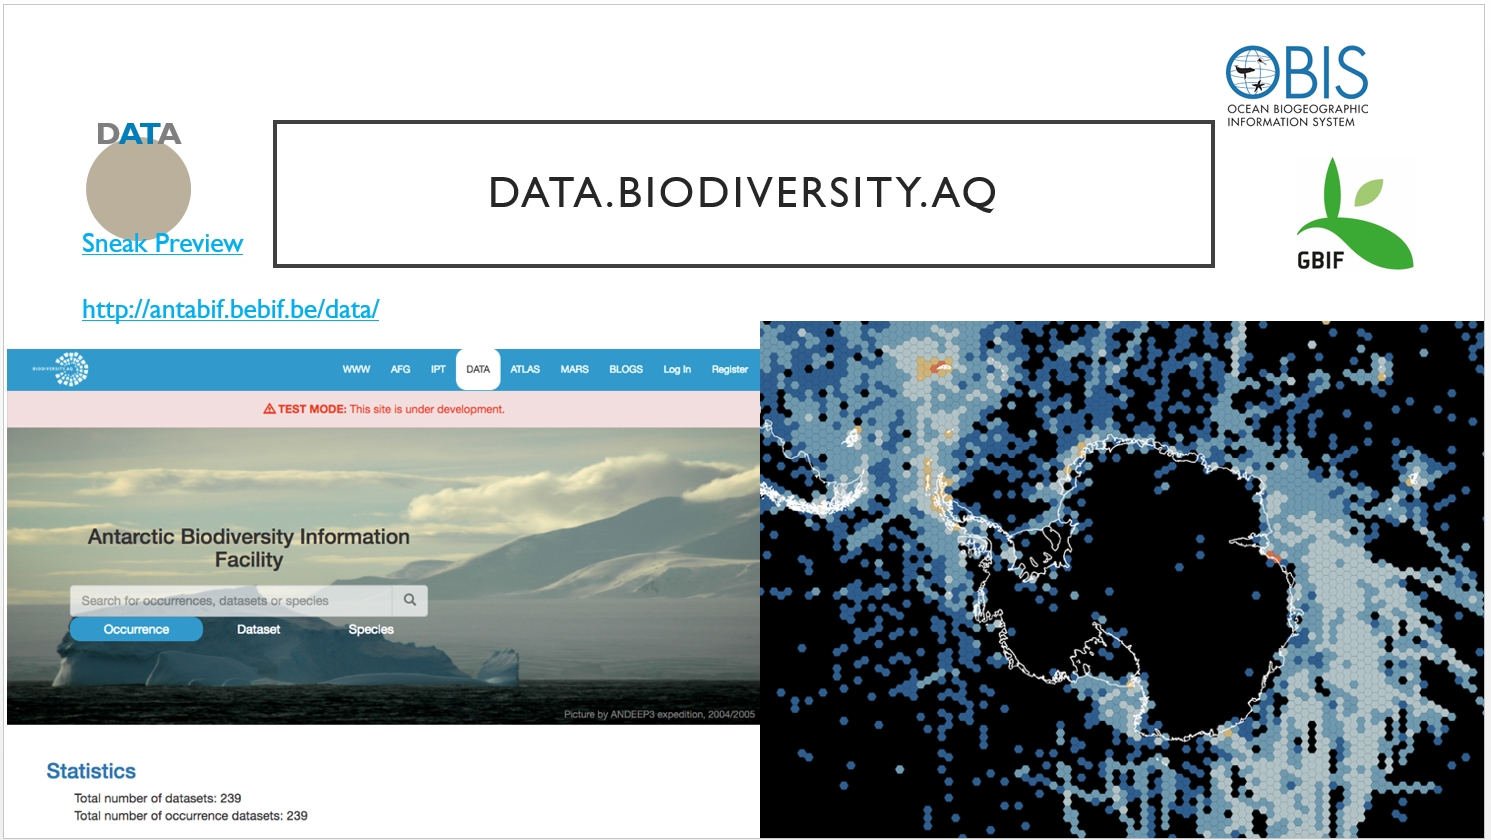 OBIS
OCEAN BIOGEOGRAPHIC
INFORMATION SYSTEM
DATA
DATA.BIODIVERSITY.AQ
GBIF
Sneak Preview
http://antabif.bebif.be/data/
BIODIVERSITY.AQ
WWW AFG IPT DATA ATLAS MARS BLOGS Log In Register
TEST MODE: This site is under development.
Antarctic Biodiversity Information
Facility
Search for occurrences, datasets or species
Occurrence Dataset Species
Picture by ANDEEP3 expedition, 2004/2005
Statistics
Total number of datasets: 239
Total number of occurrence datasets: 239